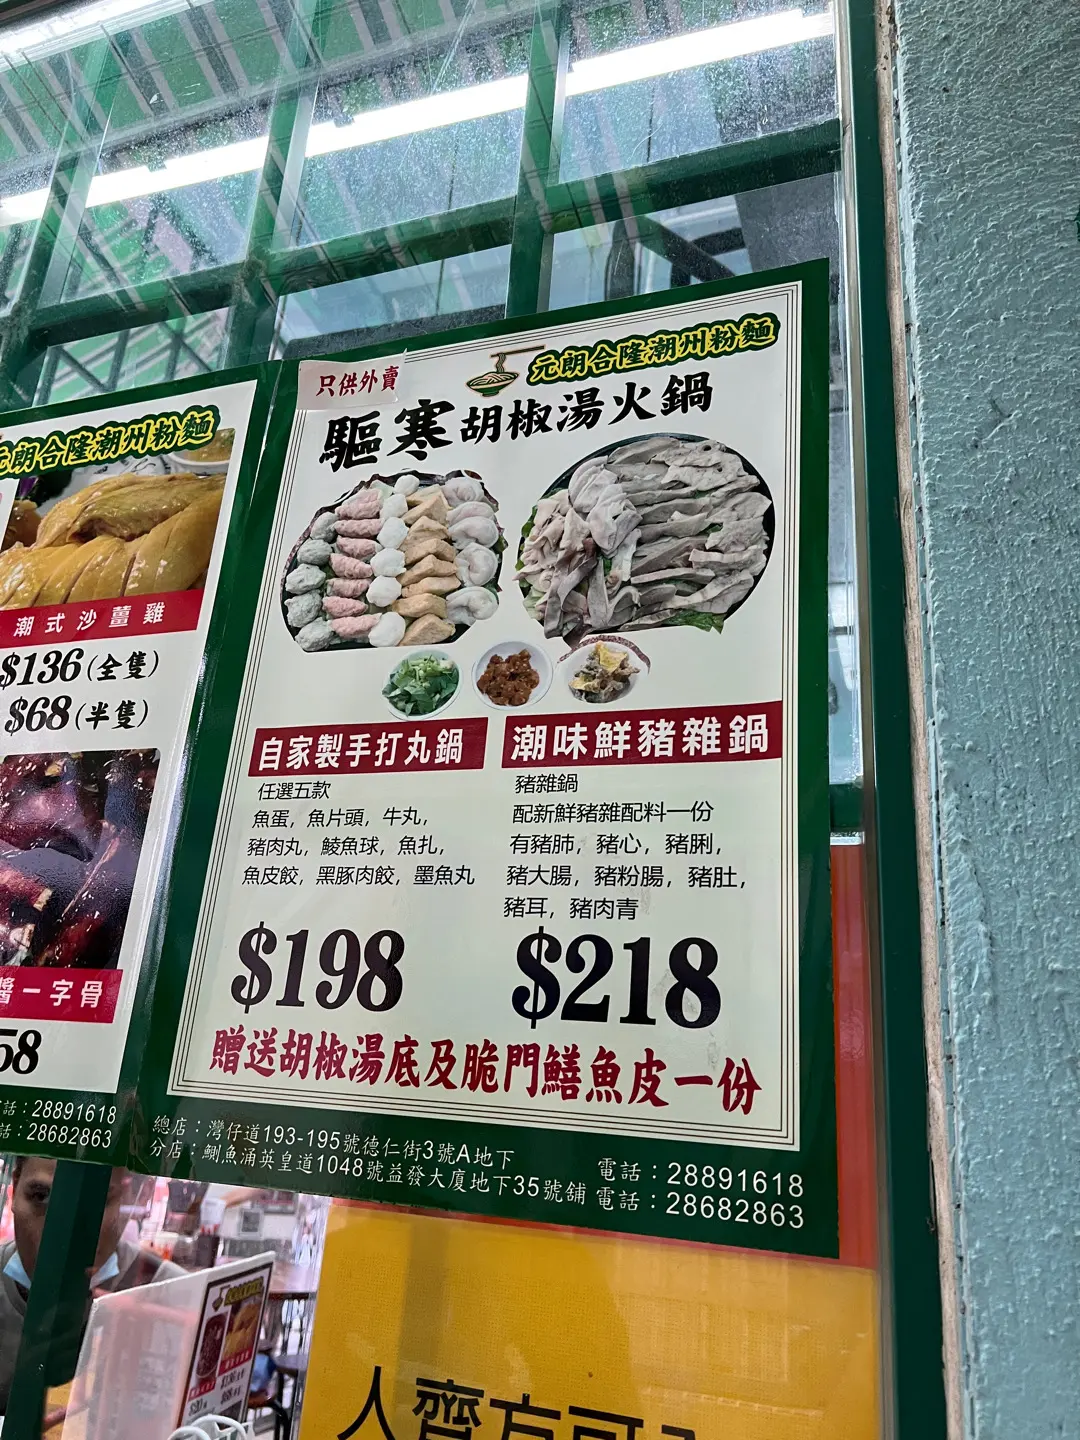 元朗合隆潮州粉麵
潮式沙薑雞
$136(全隻)
$68(半隻)
醬一字骨
58
話：28891618
話：28682863
只供外賣
元朗合隆潮州粉麵
驅寒胡椒湯火鍋
自家製手打丸鍋
任選五款
魚蛋，魚片頭，牛丸，
豬肉丸，鯪魚球，魚扎，
魚皮餃，黑豚肉餃，墨魚丸
$198
潮味鮮豬雜鍋
豬雜鍋
配新鮮豬雜配料一份
有豬肺，豬心，豬脷，
豬大腸，豬粉腸，豬肚，
豬耳，豬肉青
$218
贈送胡椒湯底及脆門鱔魚皮一份
總店：灣仔道193-195號德仁街3號A地下 電話：28891618
分店：鰂魚涌英皇道1048號益發大廈地下35號舖 電話：28682863
人齊方可